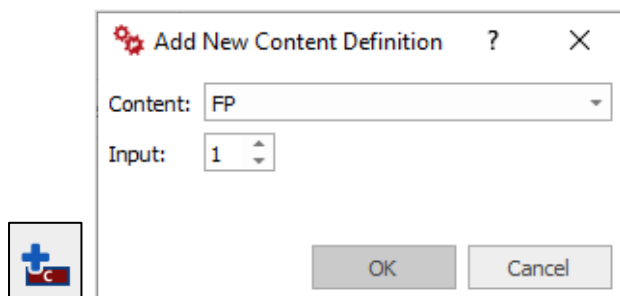 Add New Content Definition ?
Content: FP
Input: 1
C
OK Cancel